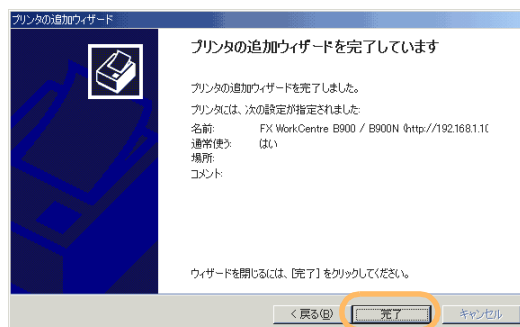 プリンタの追加ウィザード
プリンタの追加ウィザードを完了しています
プリンタの追加ウィザードを完了しました。
プリンタには、次の設定が指定されました:
名前: FX WorkCentre B900 / B900N (http://192.168.1.1(
通常使う: はい
場所:
コメント:
ウィザードを閉じるには、[完了] をクリックしてください。
< 戻る(B) 完了 キャンセル